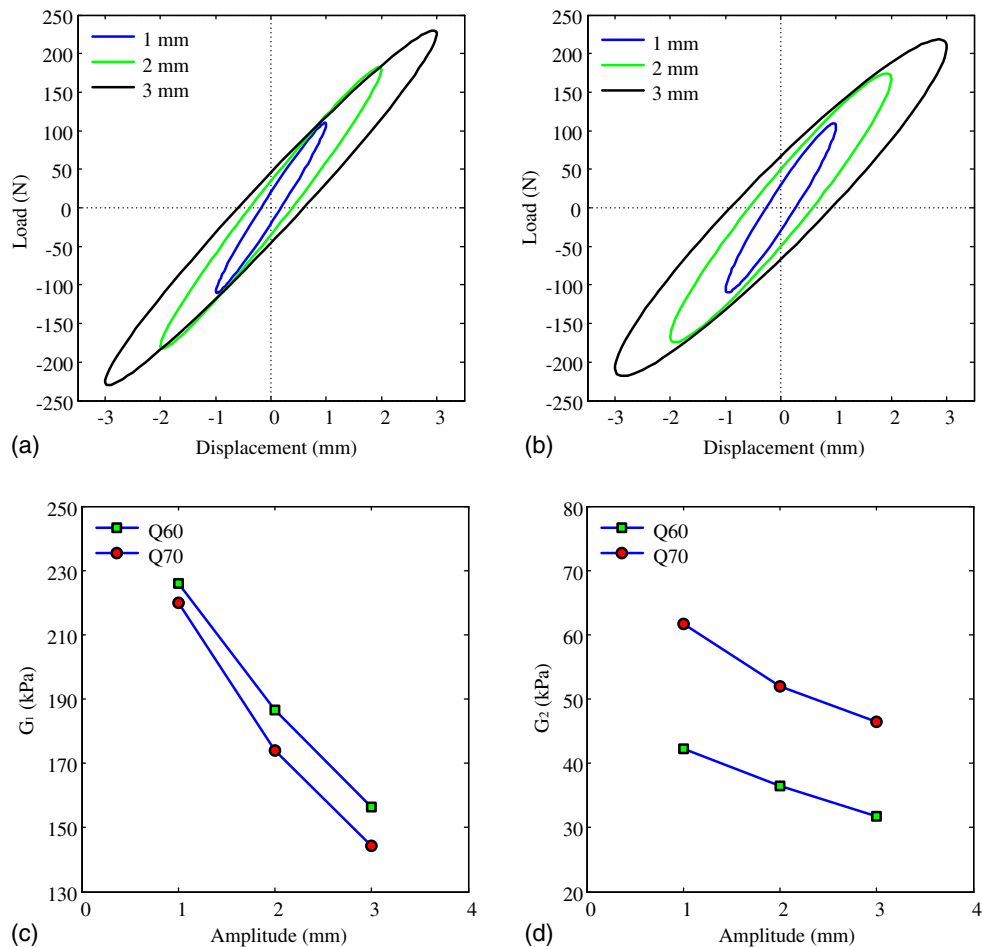 250
200
150
100
50
0
-50
-100
-150
-200
-250
Load (N)
1 mm
2 mm
3 mm
-3 -2 -1 0 1 2 3
(a)
Displacement (mm)
250
200
150
100
50
0
-50
-100
-150
-200
-250
Load (N)
1 mm
2 mm
3 mm
-3 -2 -1 0 1 2 3
(b)
Displacement (mm)
250
230
210
190
170
150
130
G₁ (kPa)
Q60
Q70
0 1 2 3 4
(c)
Amplitude (mm)
80
70
60
50
40
30
20
G₂ (kPa)
Q60
Q70
0 1 2 3 4
(d)
Amplitude (mm)